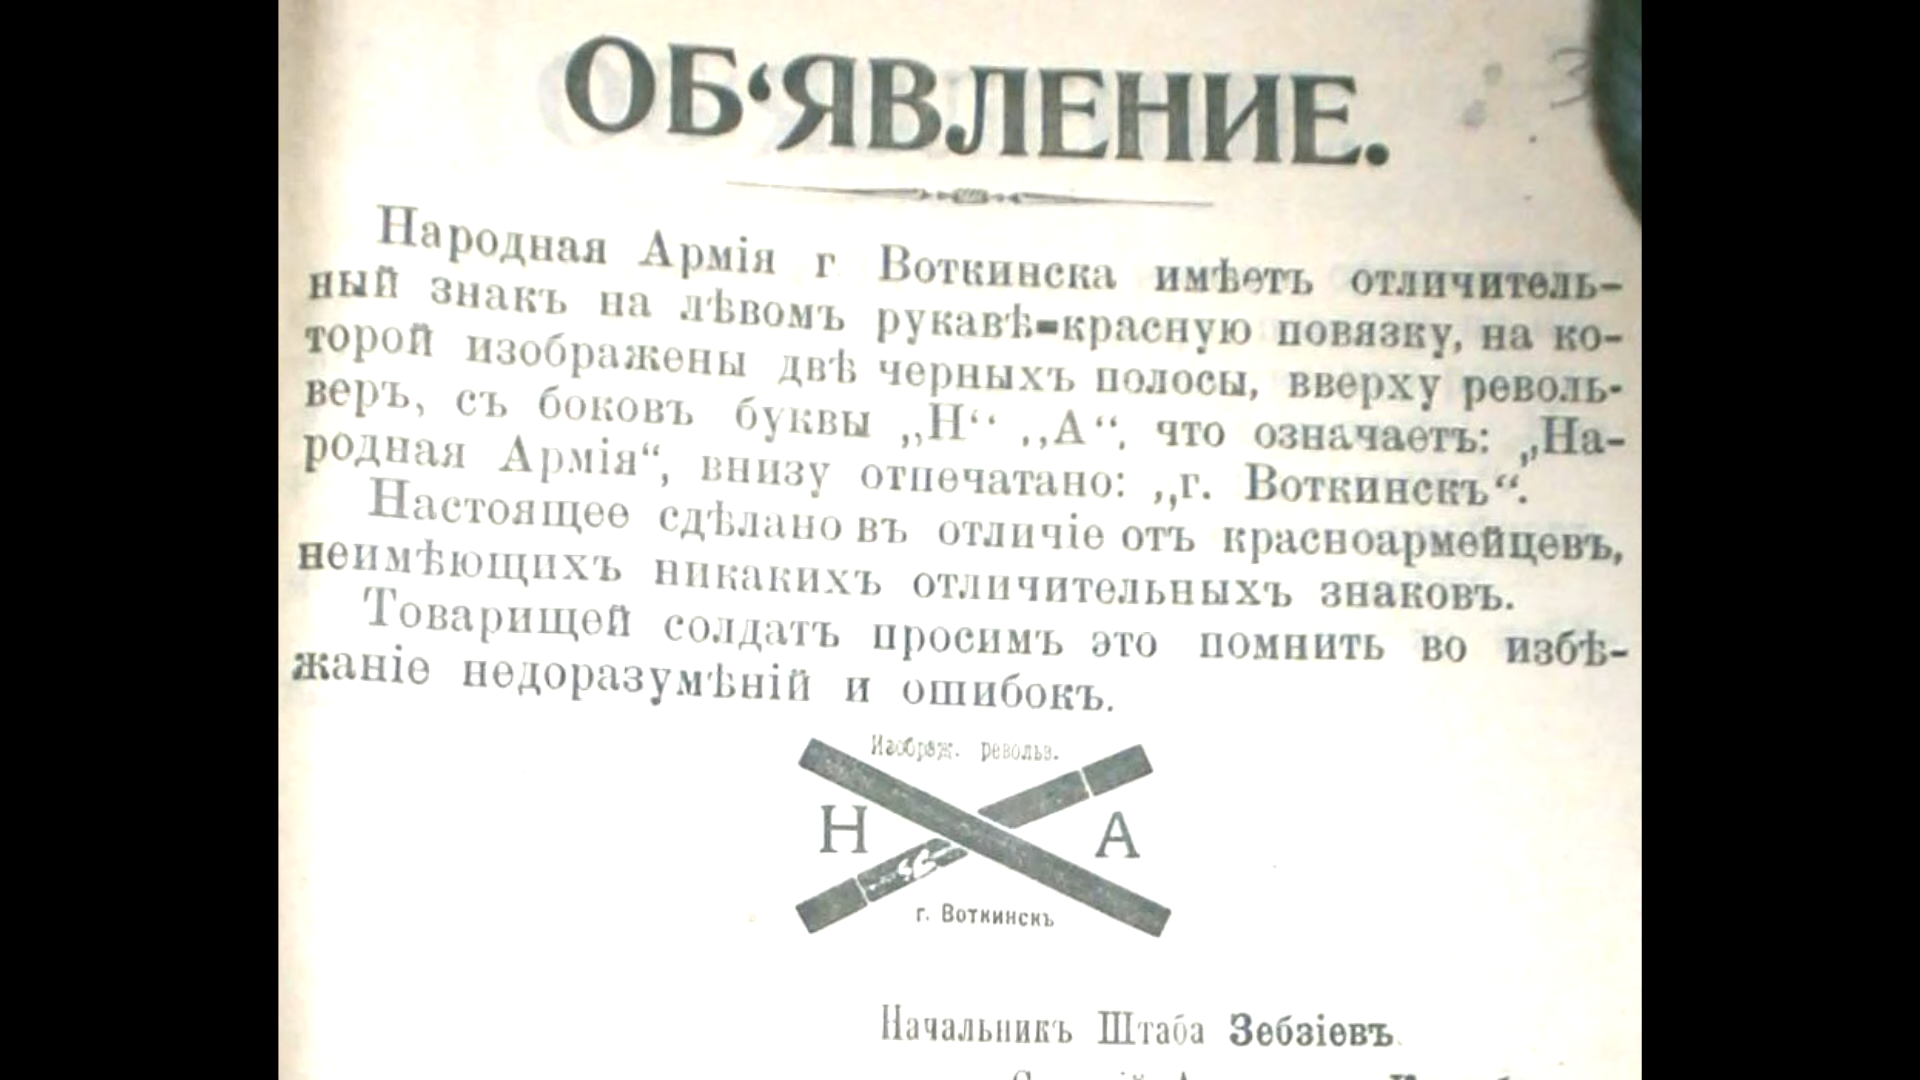 ОБ‘ЯВЛЕНИЕ.
Народная Армія г Воткинска имѣетъ отличитель-
ный знакъ на лѣвомъ рукавѣ-красную повязку, на ко-
торой изображены двѣ черныхъ полосы, вверху револь-
веръ, съ боковъ буквы „Н“ „А“, что означаетъ: „На-
родная Армія“, внизу отпечатано: „г. Воткинскъ“.
Настоящее сдѣлано въ отличіе отъ красноармейцевъ,
неимѣющихъ никакихъ отличительныхъ знаковъ.
Товарищей солдатъ просимъ это помнить во избѣ-
жаніе недоразумѣній и ошибокъ.
Изображ. револьв.
Н А
г. Воткинскъ
Начальникъ Штаба Зебзіевъ.